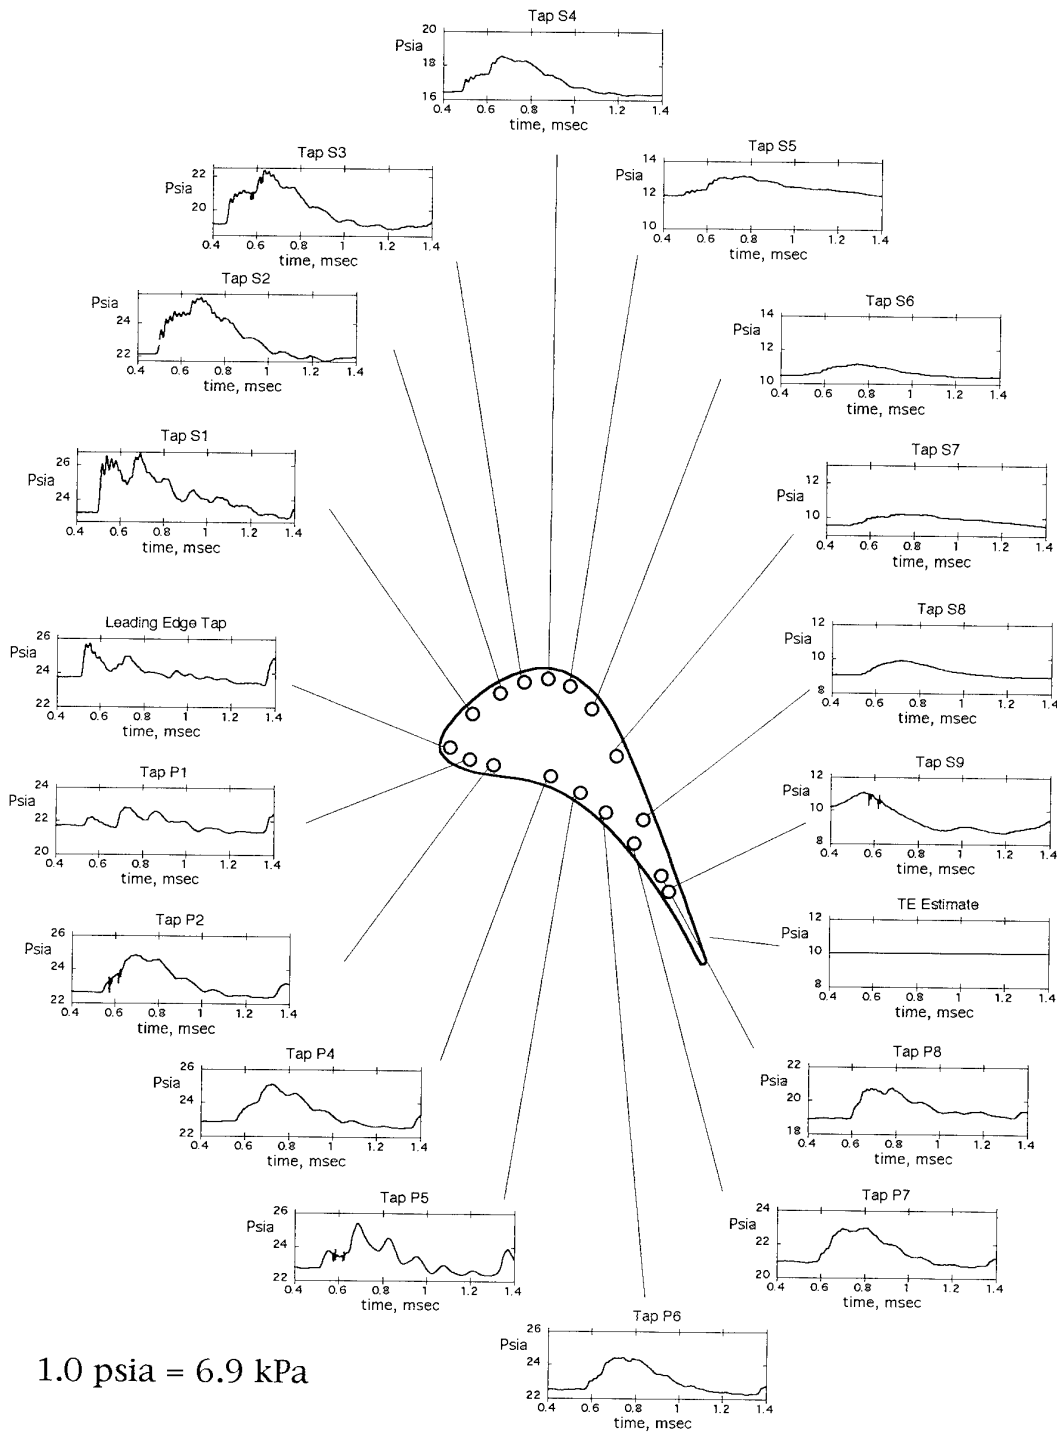 Tap S4
Psia
20
18
16
0.4 0.6 0.8 1 1.2 1.4
time, msec
Tap S3
Psia
22
20
0.4 0.6 0.8 1 1.2 1.4
time, msec
Tap S5
Psia
14
12
10
0.4 0.6 0.8 1 1.2 1.4
time, msec
Tap S2
Psia
24
22
0.4 0.6 0.8 1 1.2 1.4
time, msec
Tap S6
Psia
14
12
10
0.4 0.6 0.8 1 1.2 1.4
time, msec
Tap S1
Psia
26
24
0.4 0.6 0.8 1 1.2 1.4
time, msec
Tap S7
Psia
12
10
0.4 0.6 0.8 1 1.2 1.4
time, msec
Leading Edge Tap
Psia
26
24
22
0.4 0.6 0.8 1 1.2 1.4
time, msec
Tap S8
Psia
12
10
8
0.4 0.6 0.8 1 1.2 1.4
time, msec
Tap P1
Psia
24
22
20
0.4 0.6 0.8 1 1.2 1.4
time, msec
Tap S9
Psia
12
10
8
0.4 0.6 0.8 1 1.2 1.4
time, msec
Tap P2
Psia
26
24
22
0.4 0.6 0.8 1 1.2 1.4
time, msec
TE Estimate
Psia
12
10
8
0.4 0.6 0.8 1 1.2 1.4
time, msec
Tap P4
Psia
26
24
22
0.4 0.6 0.8 1 1.2 1.4
time, msec
Tap P8
Psia
22
20
18
0.4 0.6 0.8 1 1.2 1.4
time, msec
Tap P5
Psia
26
24
22
0.4 0.6 0.8 1 1.2 1.4
time, msec
Tap P7
Psia
24
22
20
0.4 0.6 0.8 1 1.2 1.4
time, msec
Tap P6
Psia
26
24
22
0.4 0.6 0.8 1 1.2 1.4
time, msec
1.0 psia = 6.9 kPa